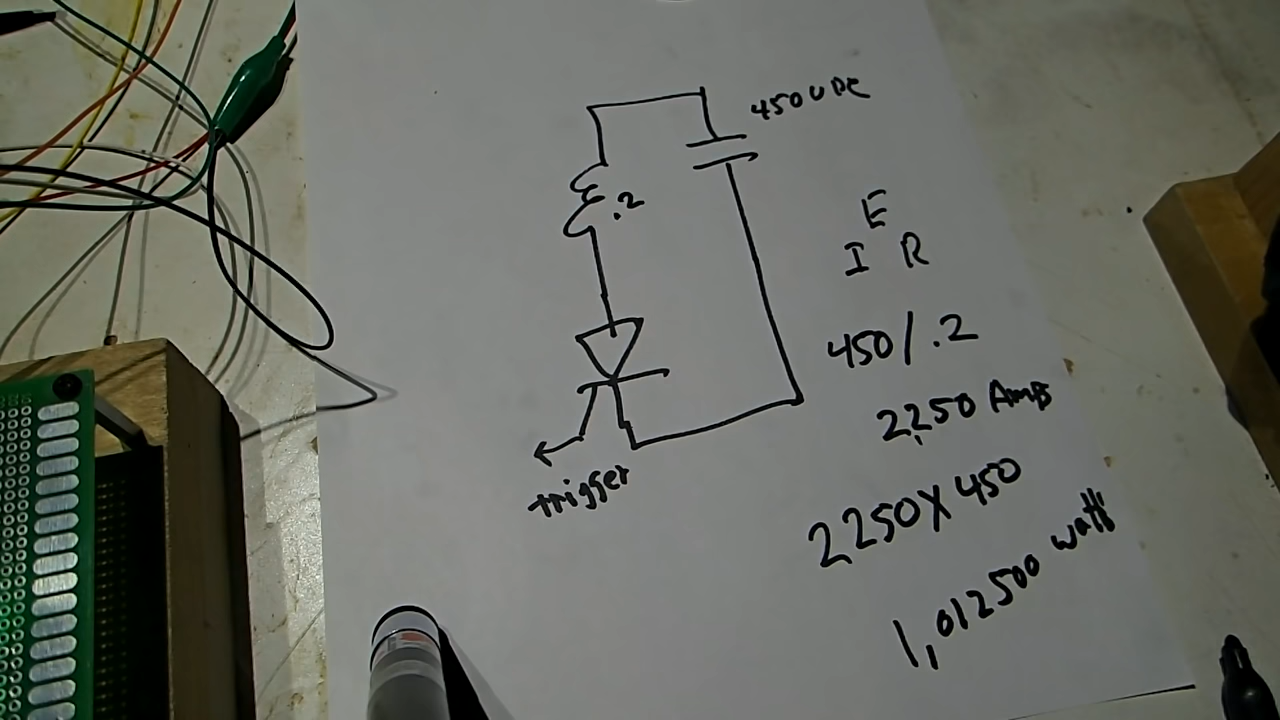 450VDC
.2
E
I R
450/.2
2,250 Amps
trigger
2250X450
1,012500 watts